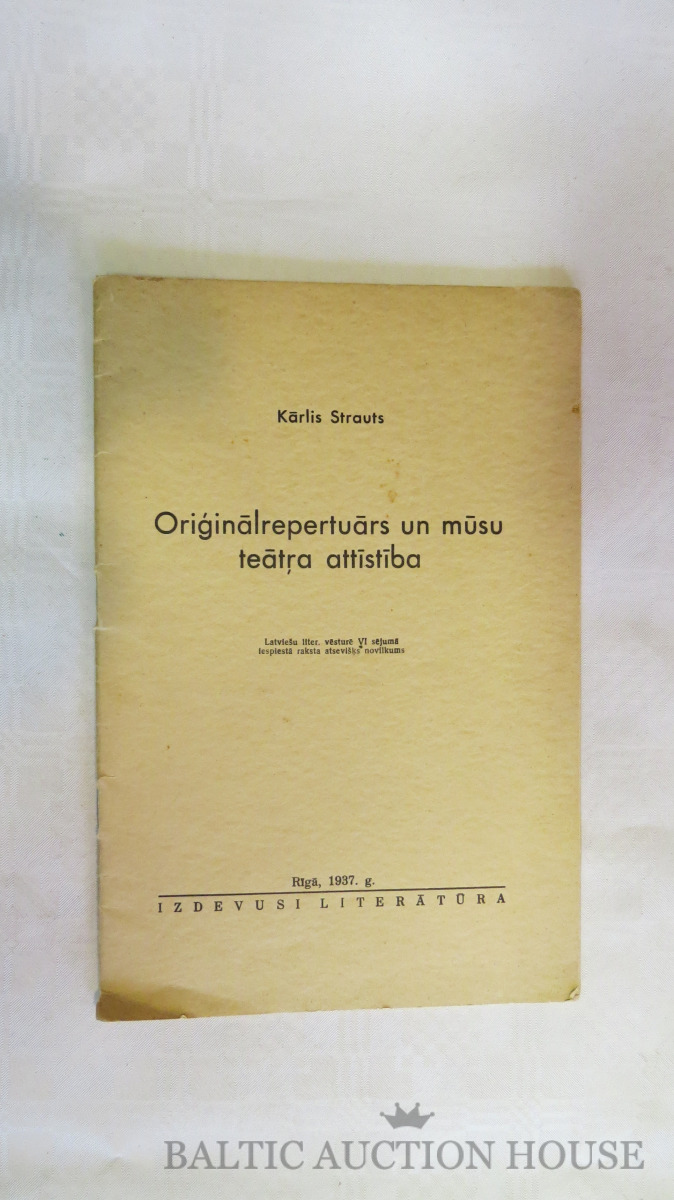 Kārlis Strauts
Oriģinālrepertuārs un mūsu
teātŗa attīstība
Latviešu liter. vēsturē VI sējumā
iespiestā raksta atsevišķs novilkums
Rīgā, 1937. g.
IZDEVUSI LITERĀTŪRA
BALTIC AUCTION HOUSE